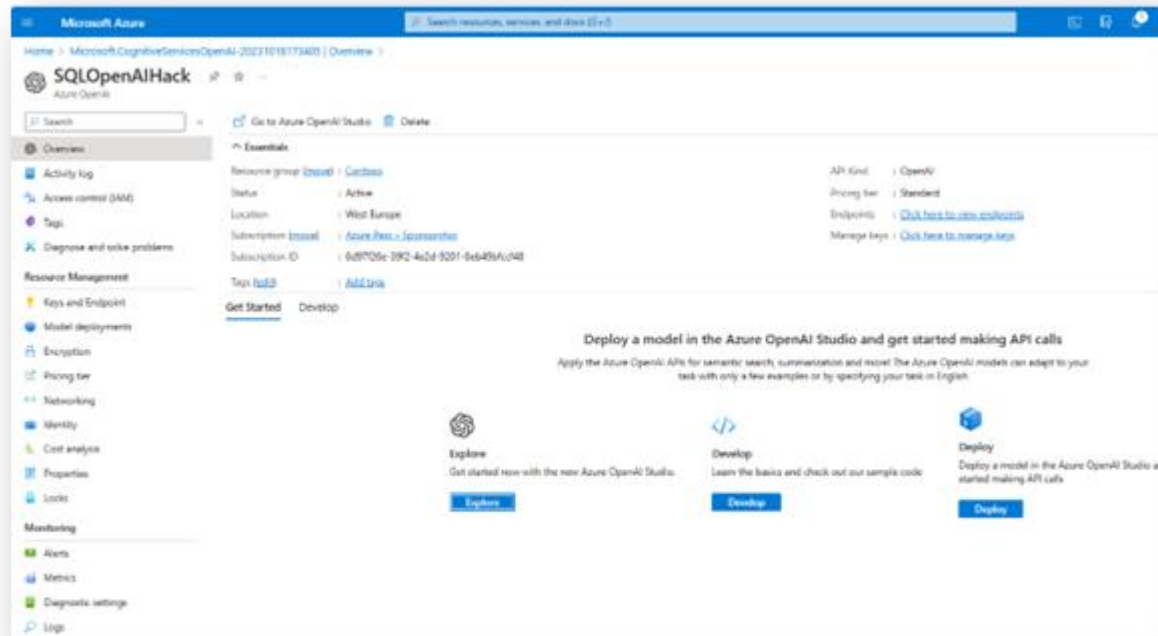 Microsoft Azure
Search resources, services, and docs (G+/)
Home > Microsoft.CognitiveServicesOpenAI-20231018173405 | Overview >
SQLOpenAIHack
Azure OpenAI
Search
Go to Azure OpenAI Studio Delete
Overview
Activity log
Access control (IAM)
Tags
Diagnose and solve problems
Resource Management
Keys and Endpoint
Model deployments
Encryption
Pricing tier
Networking
Identity
Cost analysis
Properties
Locks
Monitoring
Alerts
Metrics
Diagnostic settings
Logs
Essentials
Resource group (move) : Contoso
Status : Active
Location : West Europe
Subscription (move) : Azure Pass - Sponsorship
Subscription ID :
Tags (edit) : Add tags
API Kind : OpenAI
Pricing tier : Standard
Endpoints : Click here to view endpoints
Manage keys : Click here to manage keys
Get Started Develop
Deploy a model in the Azure OpenAI Studio and get started making API calls
Apply the Azure OpenAI APIs for semantic search, summarization and more! The Azure OpenAI models can adapt to your
task with only a few examples or by specifying your task in English.
Explore
Get started now with the new Azure OpenAI Studio.
Explore
Develop
Learn the basics and check out our sample code
Develop
Deploy
Deploy a model in the Azure OpenAI Studio a
started making API calls
Deploy